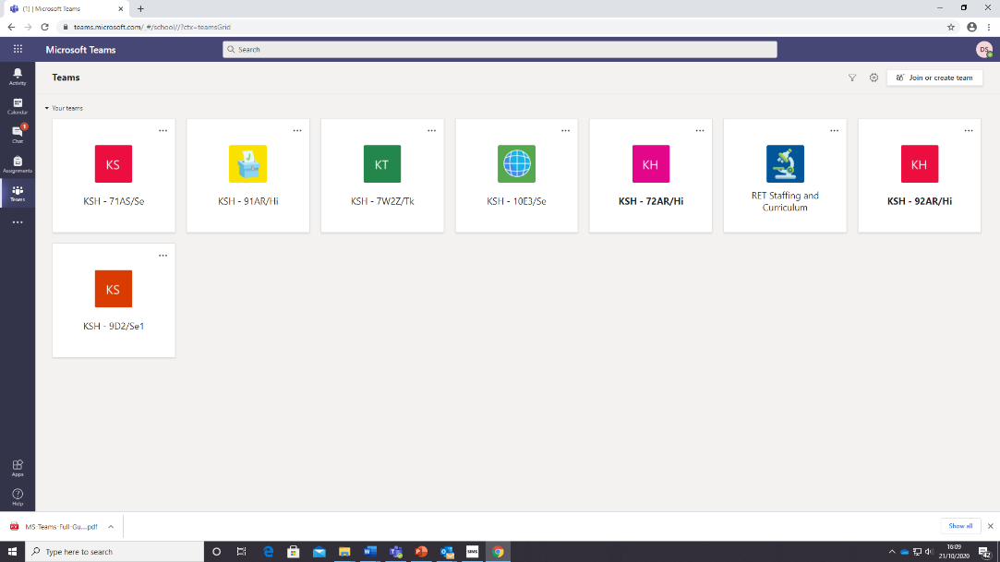 (1) | Microsoft Teams
teams.microsoft.com/_#/school//?ctx=teamsGrid
Microsoft Teams
Search
DS
Activity
Calendar
1
Chat
Assignments
Teams
Apps
Help
Teams
Join or create team
Your teams
KS
KSH - 71AS/Se
KSH - 91AR/Hi
KT
KSH - 7W2Z/Tk
KSH - 10E3/Se
KH
KSH - 72AR/Hi
RET Staffing and
Curriculum
KH
KSH - 92AR/Hi
KS
KSH - 9D2/Se1
MS-Teams-Full-Gu....pdf
Show all
Type here to search
SIMS
16:09
21/10/2020
42